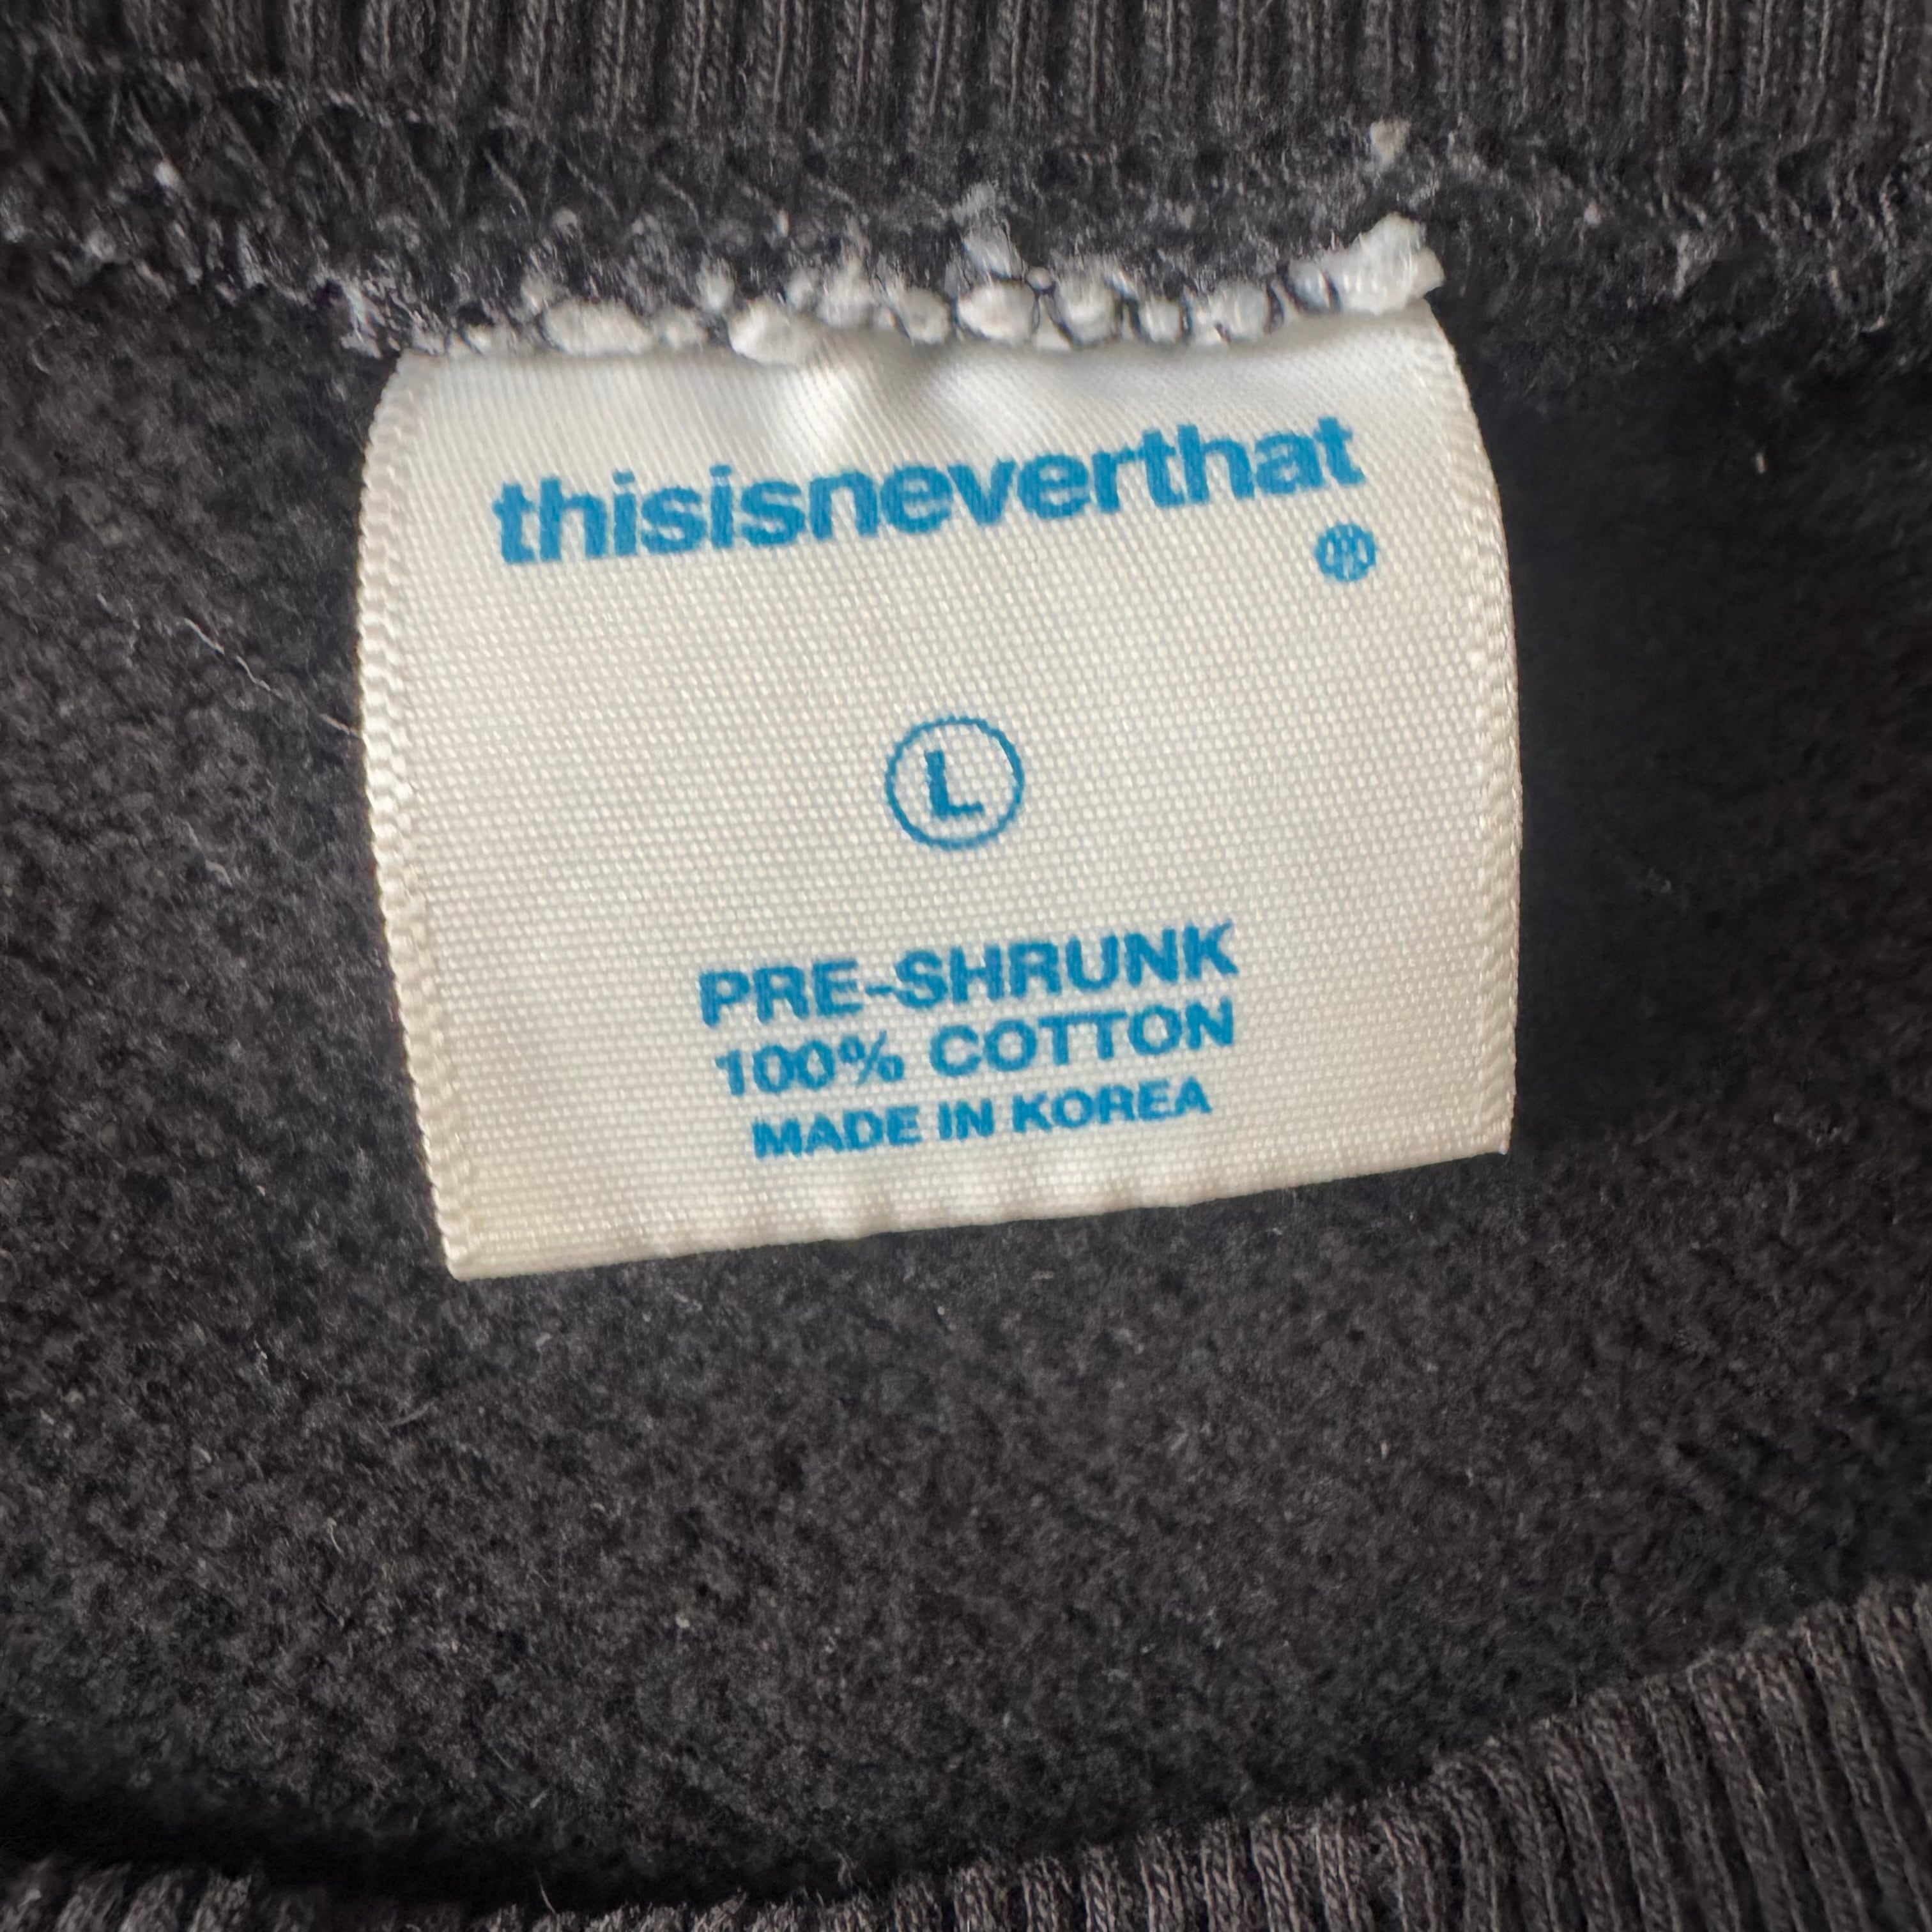 thisisneverthat
®
L
PRE-SHRUNK
100% COTTON
MADE IN KOREA